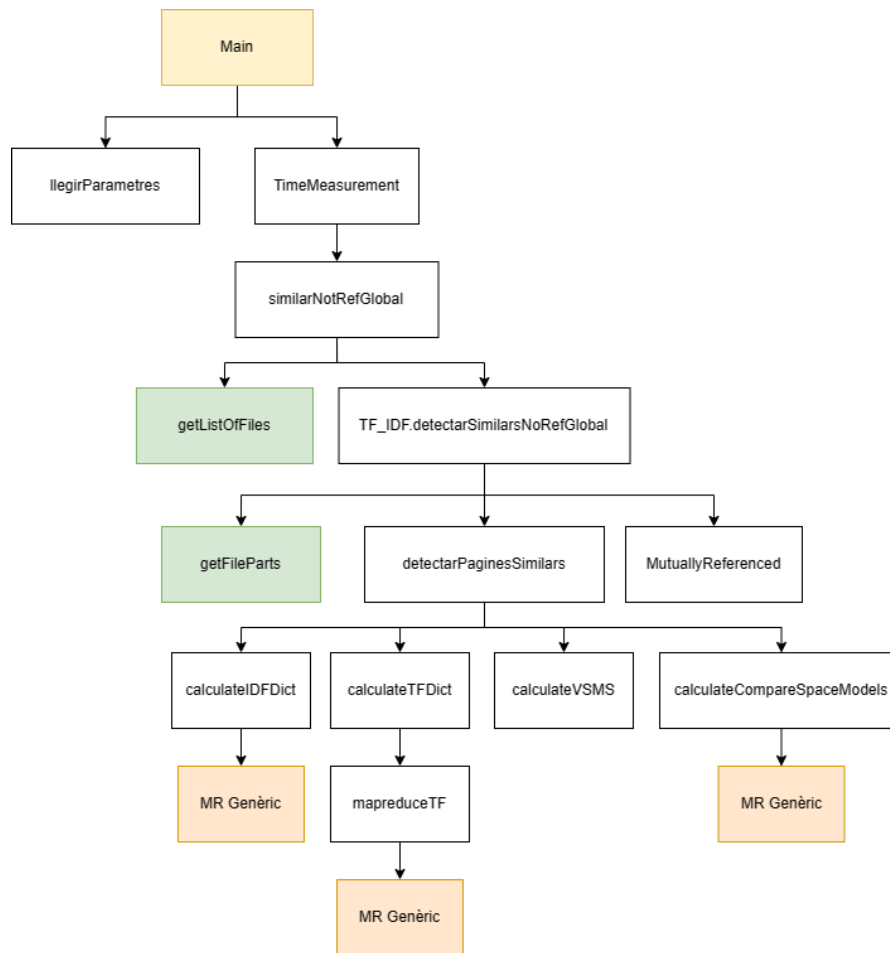 Main
llegirParametres
TimeMeasurement
similarNotRefGlobal
getListOfFiles
TF_IDF.detectarSimilarsNoRefGlobal
getFileParts
detectarPaginesSimilars
MutuallyReferenced
calculateIDFDict
calculateTFDict
calculateVSMS
calculateCompareSpaceModels
MR Genèric
mapreduceTF
MR Genèric
MR Genèric